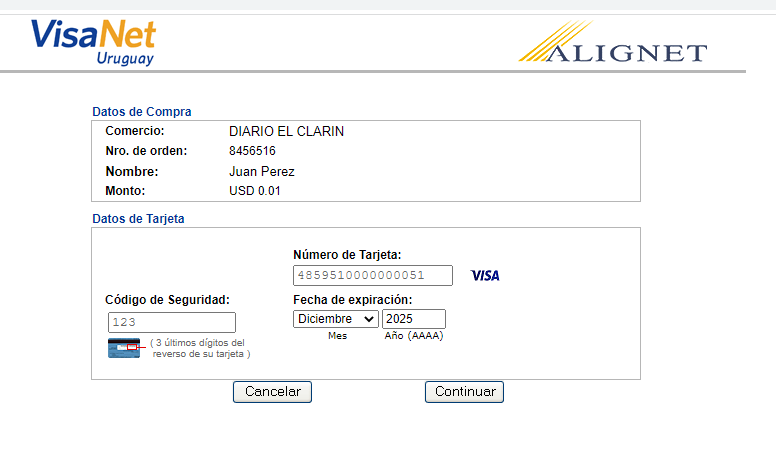 VisaNet
Uruguay
ALIGNET
Datos de Compra
Comercio: DIARIO EL CLARIN
Nro. de orden: 8456516
Nombre: Juan Perez
Monto: USD 0.01
Datos de Tarjeta
Número de Tarjeta:
4859510000000051 VISA
Código de Seguridad: Fecha de expiración:
123 Diciembre 2025
Mes Año (AAAA)
( 3 últimos dígitos del
reverso de su tarjeta )
Cancelar Continuar